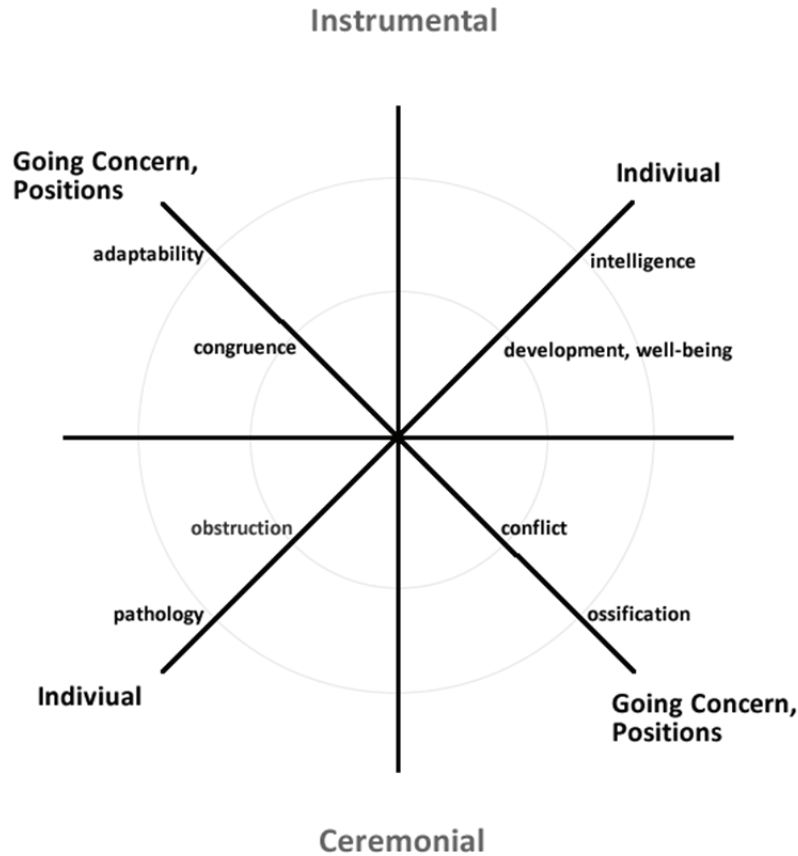 Instrumental
Going Concern,
Positions
Indiviual
adaptability
intelligence
congruence
development, well-being
obstruction
conflict
pathology
ossification
Indiviual
Going Concern,
Positions
Ceremonial